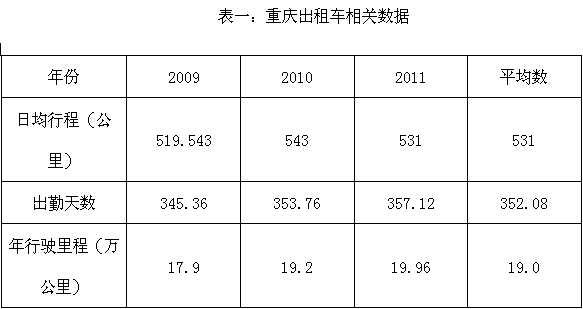 表一：重庆出租车相关数据
年份 2009 2010 2011 平均数
日均行程（公
里） 519.543 543 531 531
出勤天数 345.36 353.76 357.12 352.08
年行驶里程（万
公里） 17.9 19.2 19.96 19.0